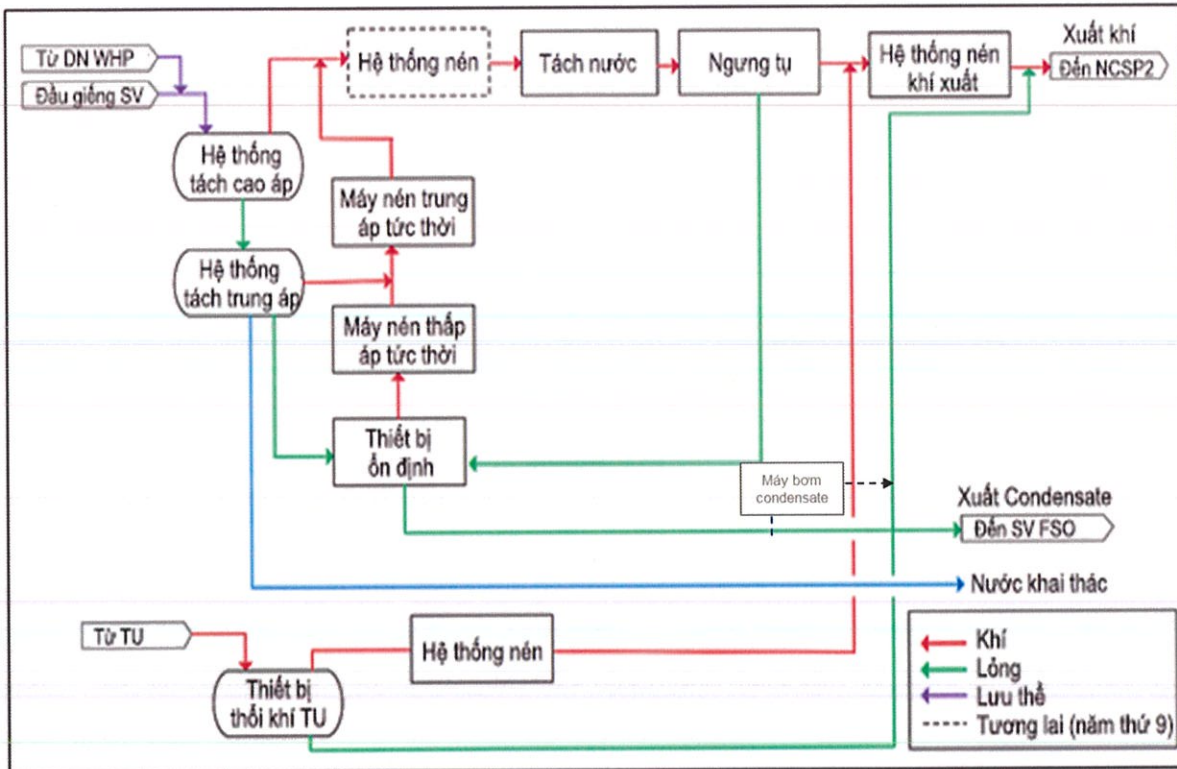 Từ DN WHP
Đầu giếng SV
Hệ thống nén
Tách nước
Ngưng tụ
Hệ thống nén
khí xuất
Xuất khí
Đến NCSP2
Hệ thống
tách cao áp
Máy nén trung
áp tức thời
Hệ thống
tách trung áp
Máy nén thấp
áp tức thời
Thiết bị
ổn định
Máy bơm
condensate
Xuất Condensate
Đến SV FSO
Nước khai thác
Từ TU
Hệ thống nén
Thiết bị
thổi khí TU
Khí
Lỏng
Lưu thể
Tương lai (năm thứ 9)